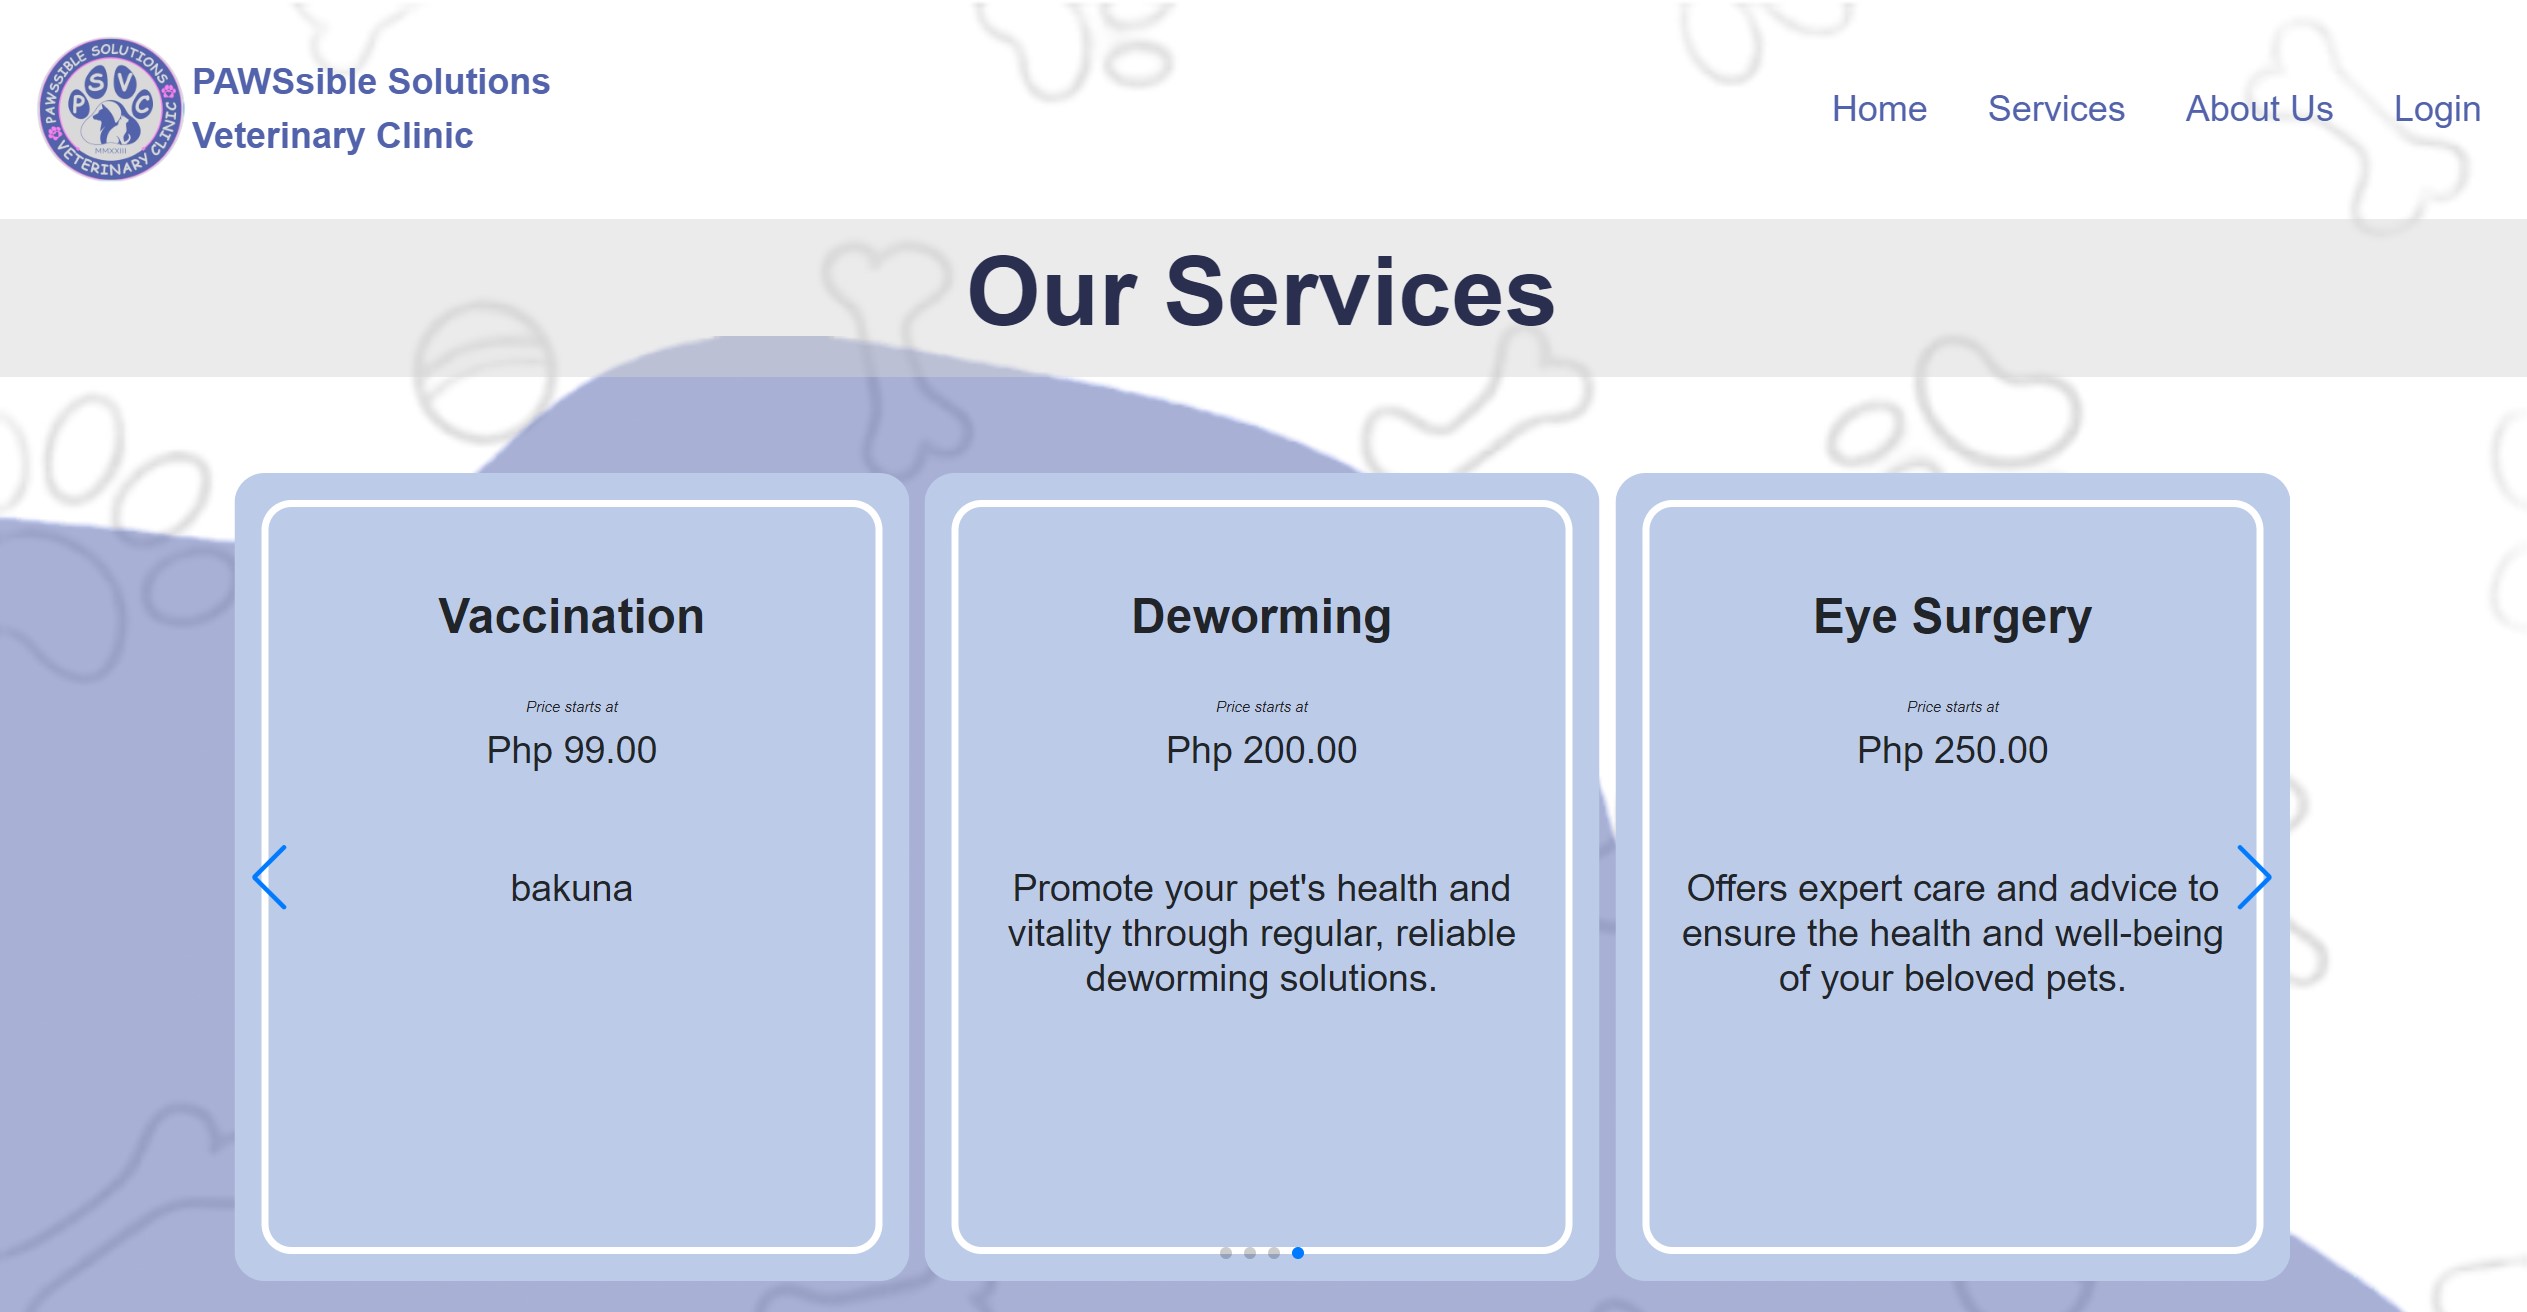 PAWSSIBLE SOLUTIONS
VETERINARY CLINIC
P S V C
MMXXIII
PAWSsible Solutions
Veterinary Clinic
Home Services About Us Login
Our Services
Vaccination
Price starts at
Php 99.00
bakuna
Deworming
Price starts at
Php 200.00
Promote your pet's health and
vitality through regular, reliable
deworming solutions.
Eye Surgery
Price starts at
Php 250.00
Offers expert care and advice to
ensure the health and well-being
of your beloved pets.